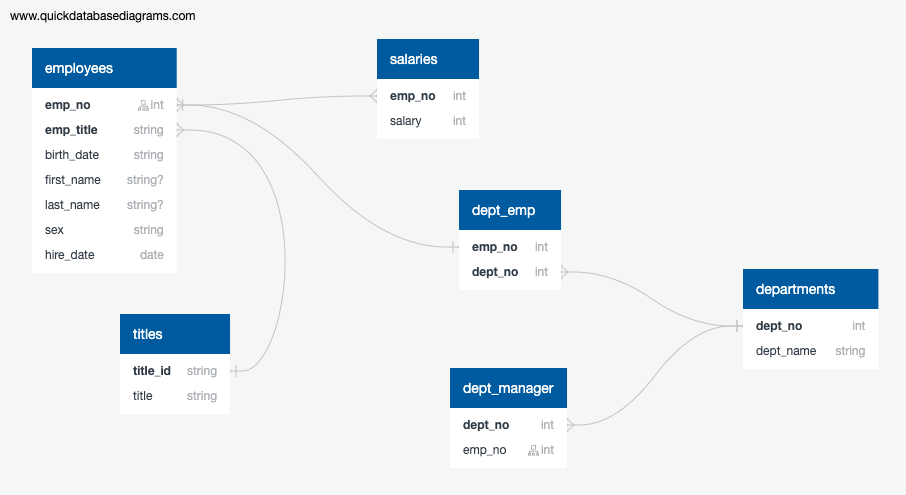 www.quickdatabasediagrams.com
employees
emp_no int
emp_title string
birth_date string
first_name string?
last_name string?
sex string
hire_date date
salaries
emp_no int
salary int
dept_emp
emp_no int
dept_no int
departments
dept_no int
dept_name string
titles
title_id string
title string
dept_manager
dept_no int
emp_no int